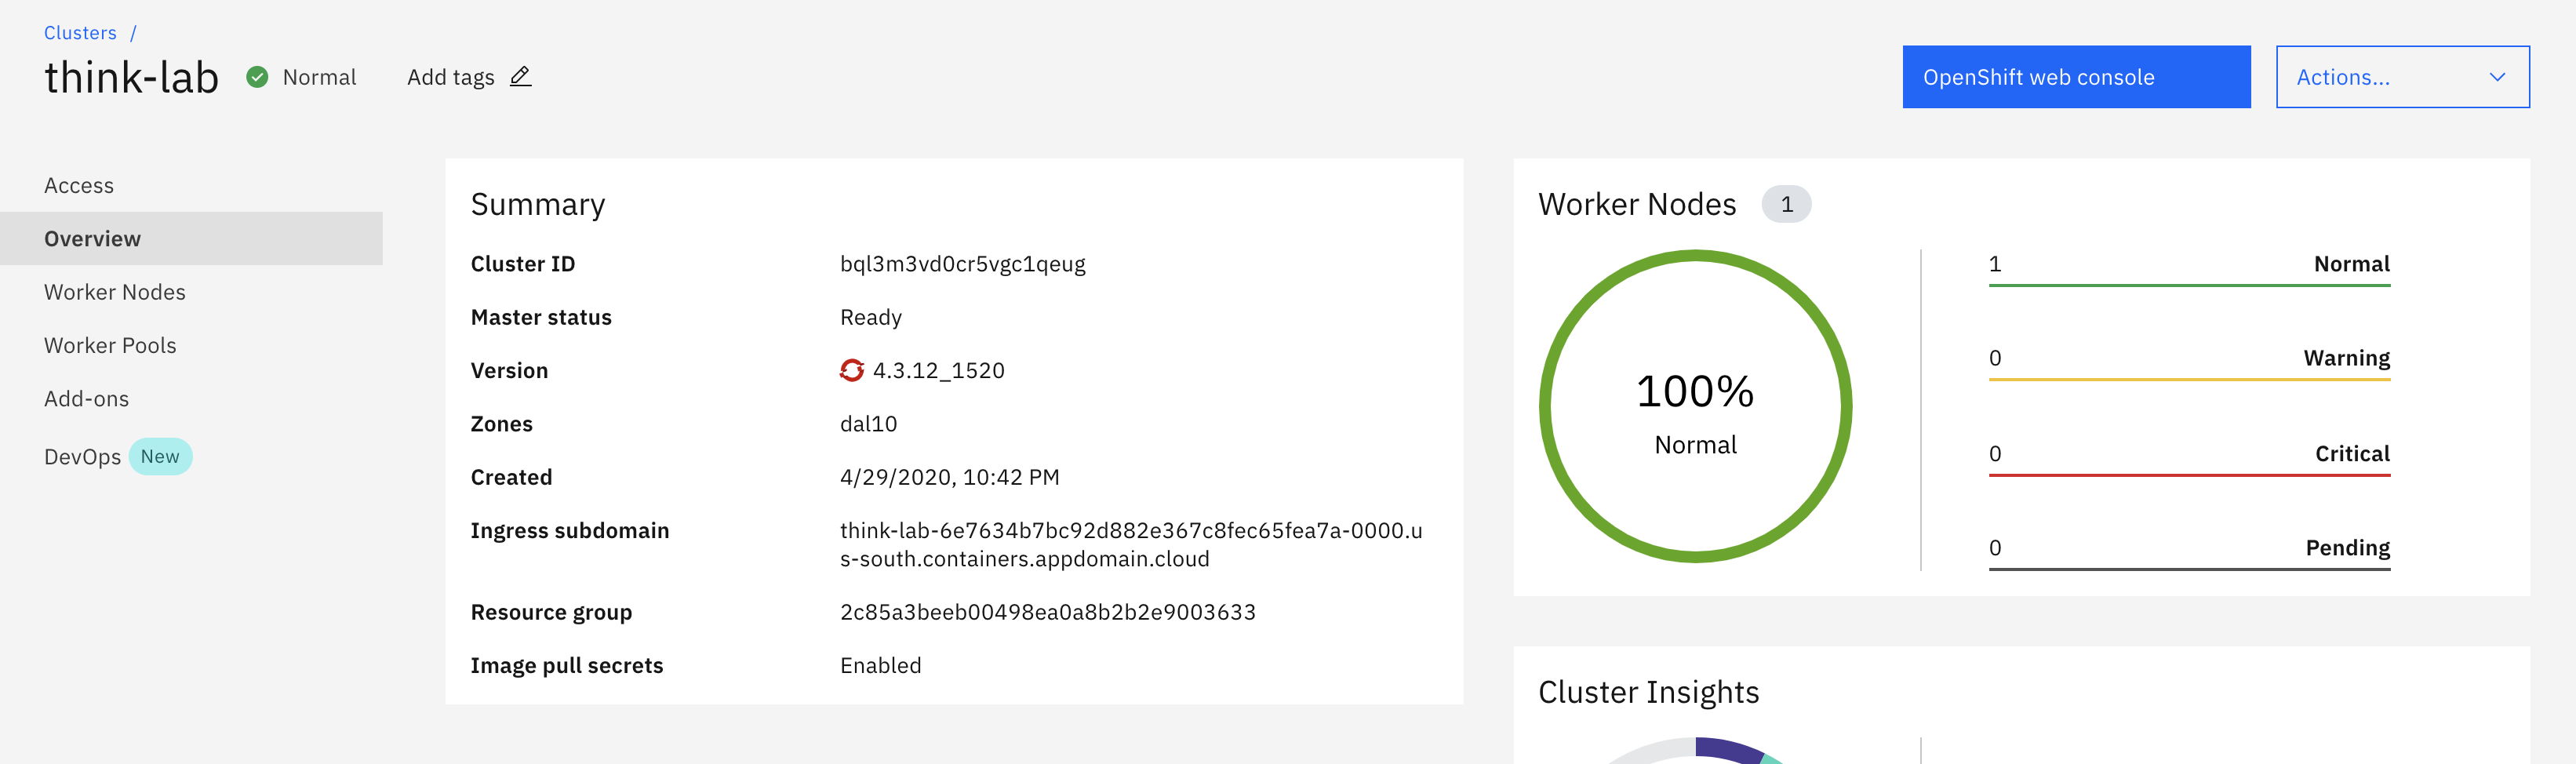 Clusters /
think-lab Normal Add tags
OpenShift web console
Actions...
Access
Overview
Worker Nodes
Worker Pools
Add-ons
DevOps New
Summary
Cluster ID bql3m3vd0cr5vgc1qeug
Master status Ready
Version 4.3.12_1520
Zones dal10
Created 4/29/2020, 10:42 PM
Ingress subdomain think-lab-6e7634b7bc92d882e367c8fec65fea7a-0000.u
s-south.containers.appdomain.cloud
Resource group 2c85a3beeb00498ea0a8b2b2e9003633
Image pull secrets Enabled
Worker Nodes 1
100%
Normal
1 Normal
0 Warning
0 Critical
0 Pending
Cluster Insights